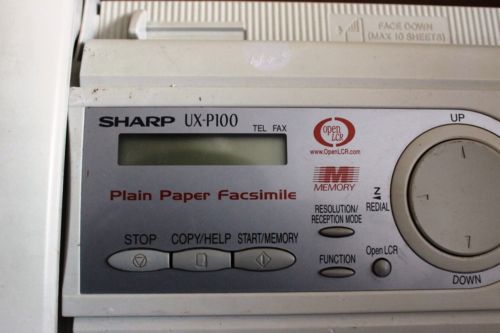 FACE DOWN
(MAX 10 SHEETS)
SHARP UX-P100
TEL FAX
Open LCR
www.OpenLCR.com
UP
Plain Paper Facsimile
M
MEMORY
Z
REDIAL
RESOLUTION/
RECEPTION MODE
STOP
COPY/HELP
START/MEMORY
FUNCTION
Open LCR
DOWN